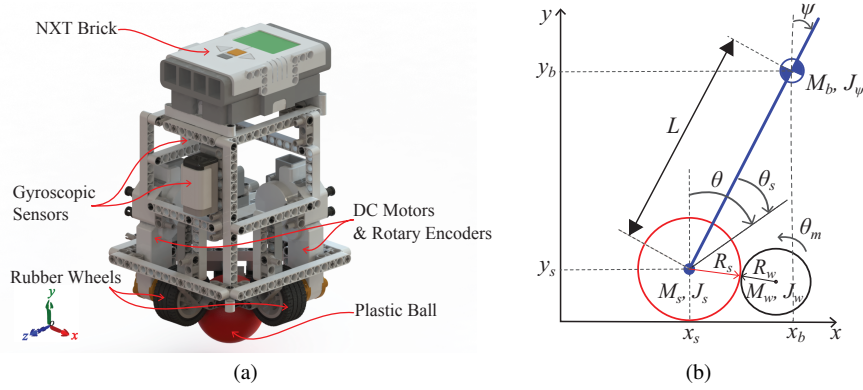 NXT Brick
Gyroscopic
Sensors
DC Motors
& Rotary Encoders
Rubber Wheels
Plastic Ball
y
z
x
(a)
y
ψ
y_b
M_b, J_ψ
L
θ
θ_s
θ_m
y_s
R_s
R_w
M_s, J_s
M_w, J_w
x_s
x_b
x
(b)